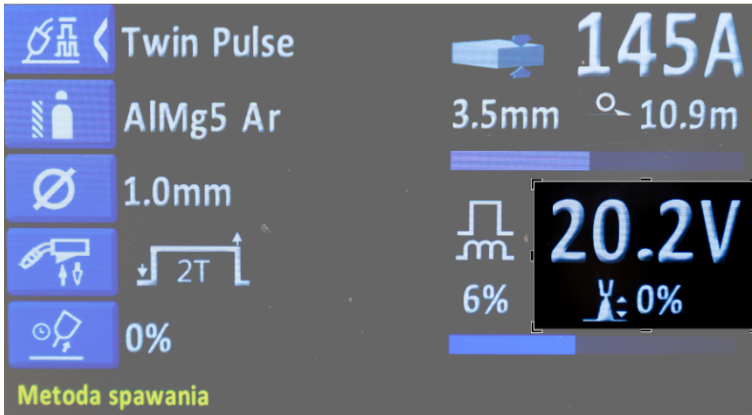 Twin Pulse
145A
AlMg5 Ar
3.5mm
10.9m
1.0mm
20.2V
2T
6%
0%
0%
Metoda spawania